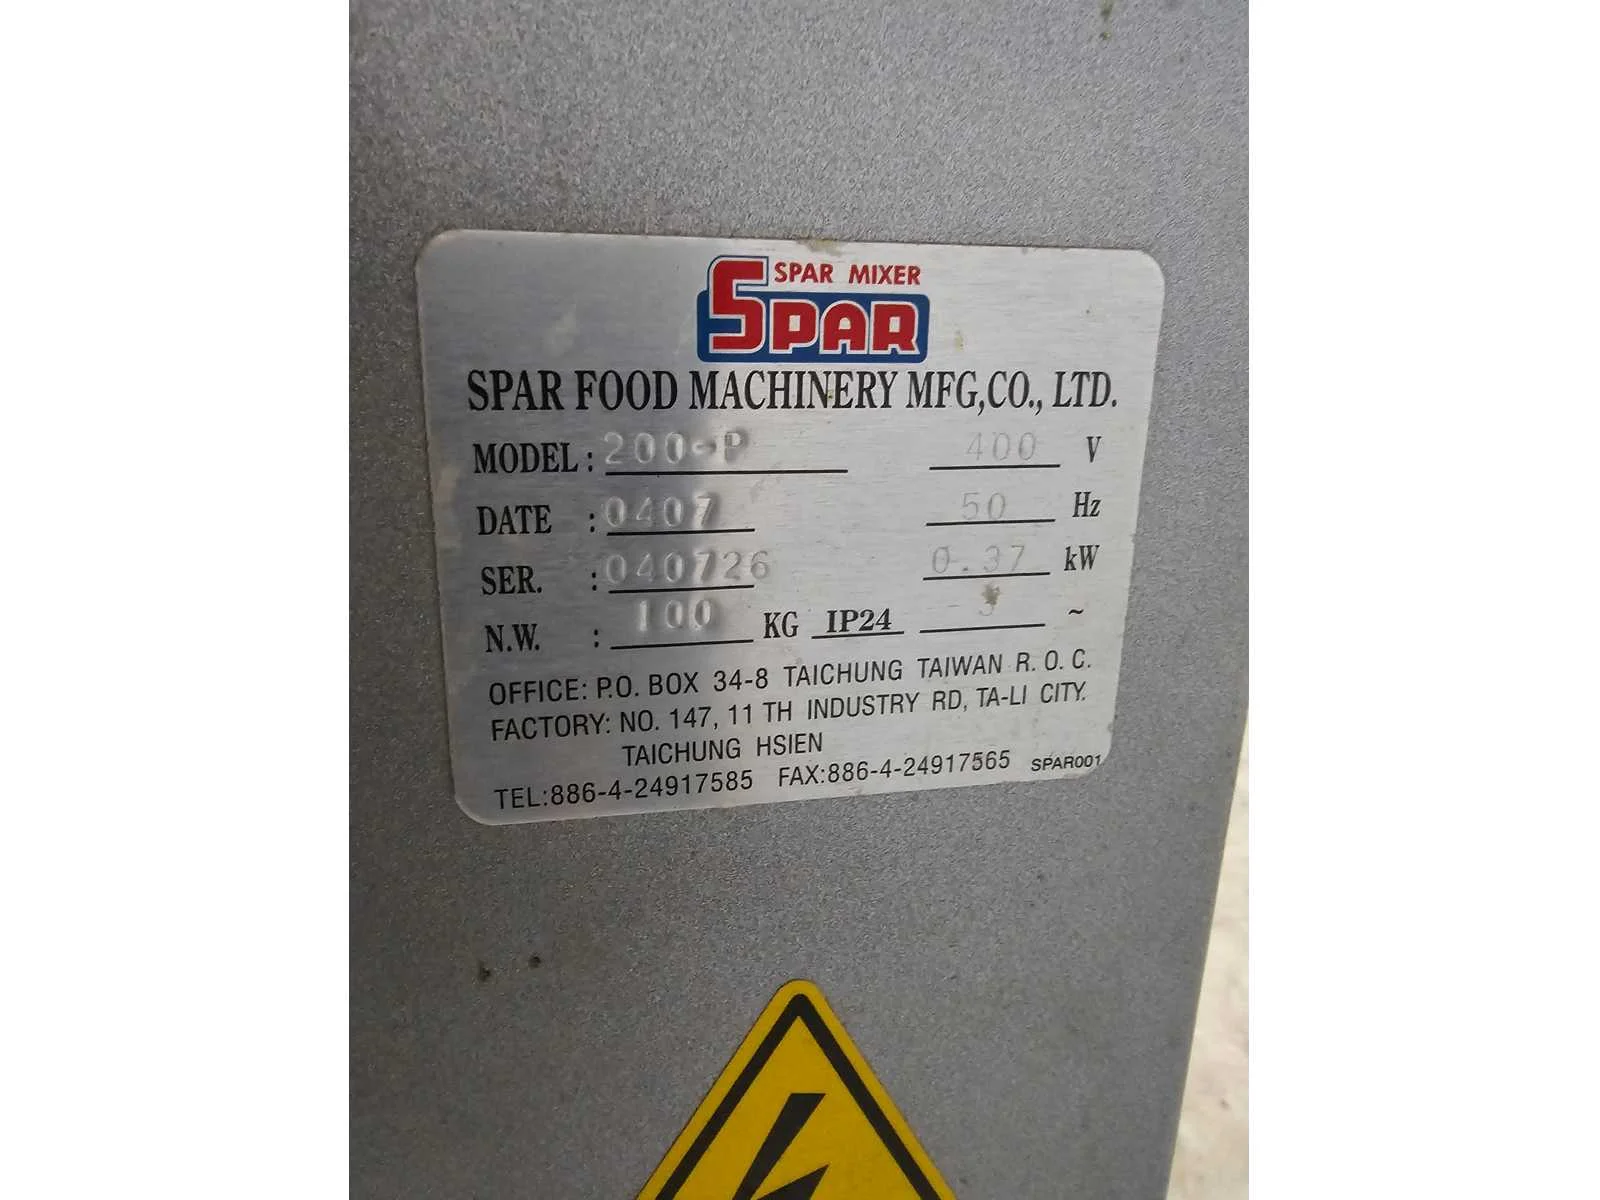 SPAR MIXER
SPAR
SPAR FOOD MACHINERY MFG,CO., LTD.
MODEL : 200-P 400 V
DATE : 0407 50 Hz
SER. : 040726 0.37 kW
N.W. : 100 KG IP24 3 ~
OFFICE: P.O. BOX 34-8 TAICHUNG TAIWAN R. O. C.
FACTORY: NO. 147, 11 TH INDUSTRY RD, TA-LI CITY.
TAICHUNG HSIEN
TEL:886-4-24917585 FAX:886-4-24917565 SPAR001